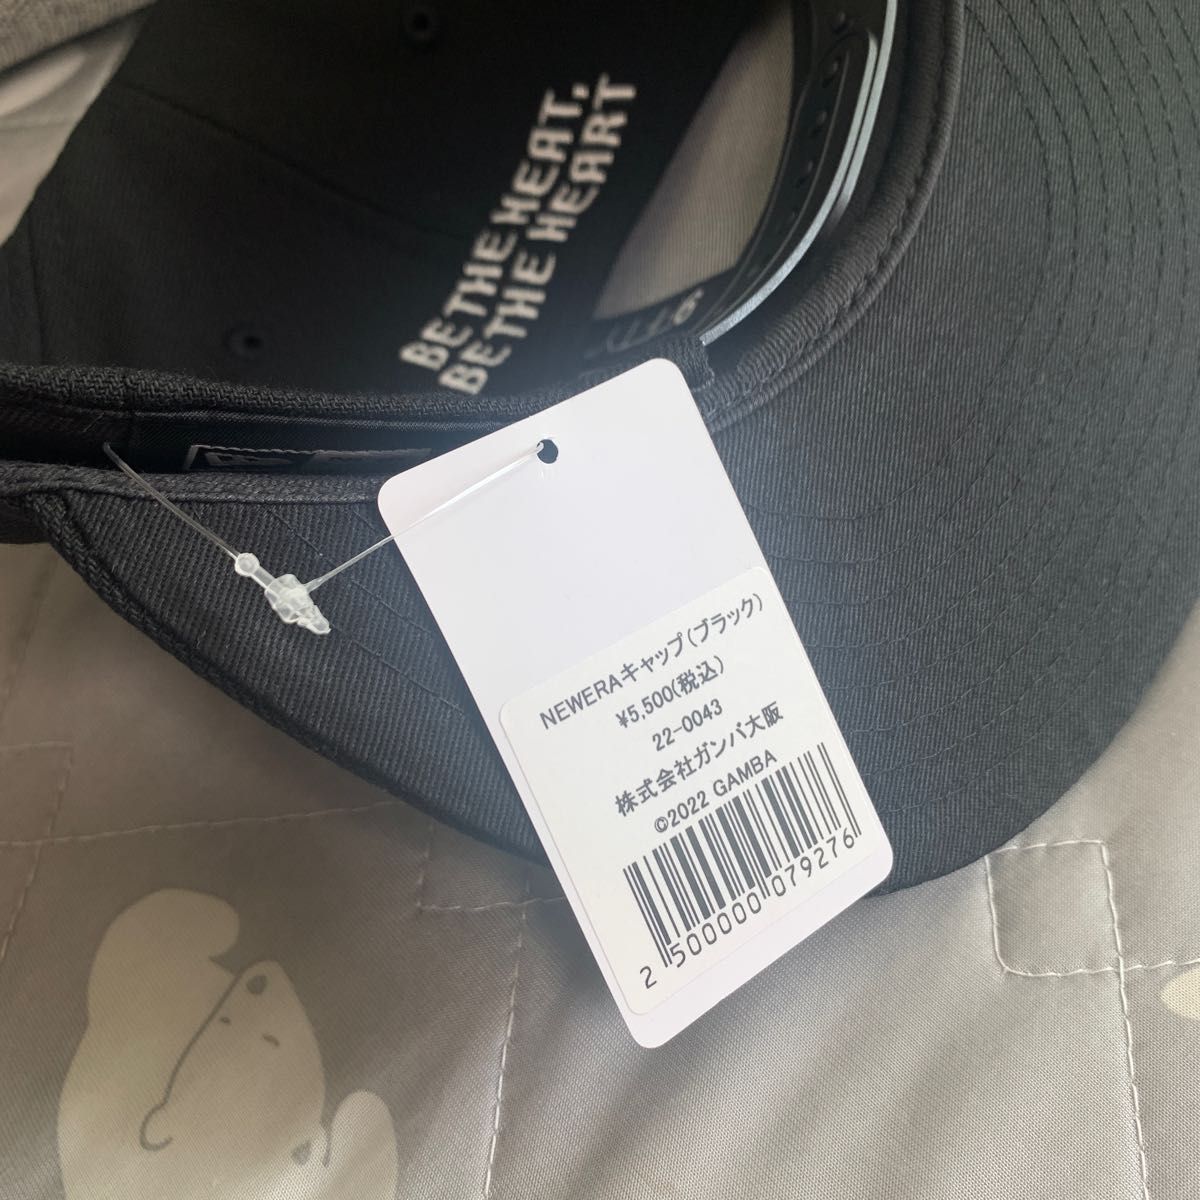 BE THE HEAT,
BE THE HEART
NEWERAキャップ(ブラック)
¥5,500(税込)
22-0043
株式会社ガンバ大阪
©2022 GAMBA
2 500000 079276